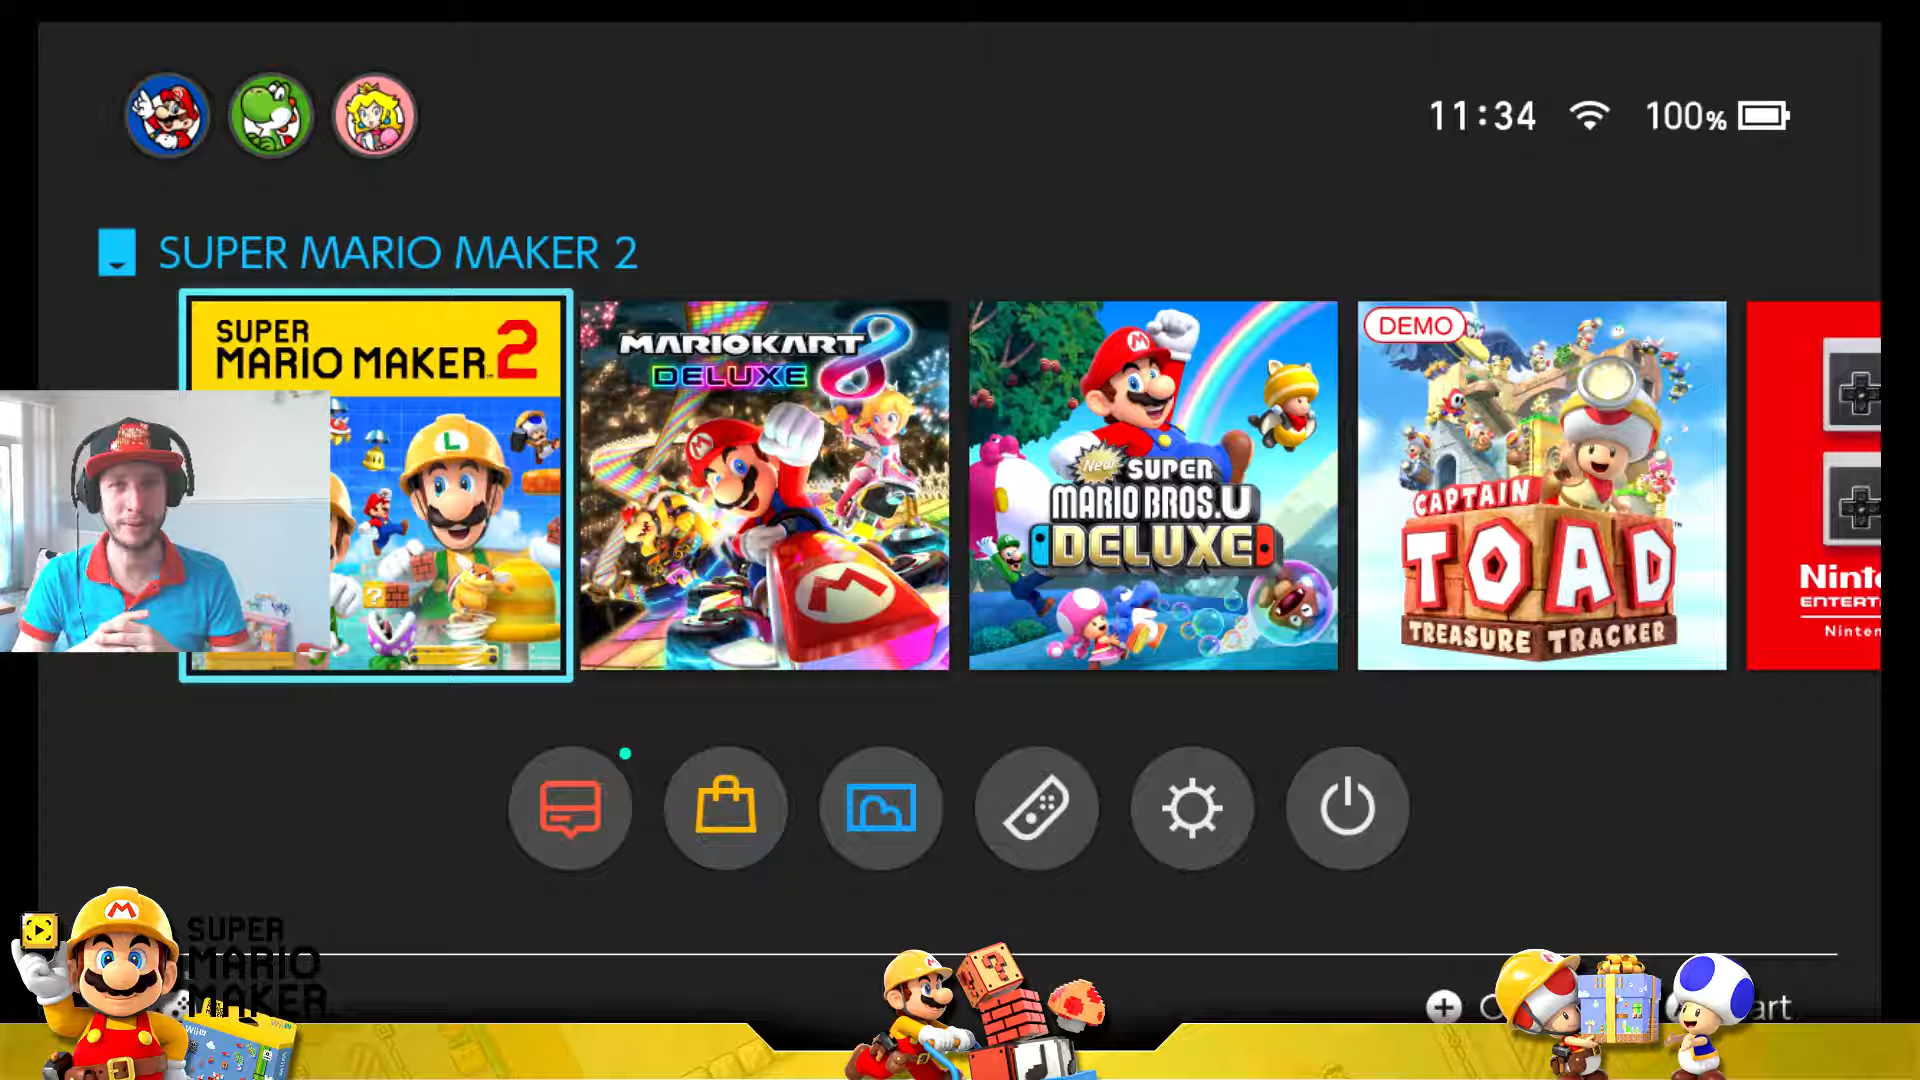 11:34
100%
SUPER MARIO MAKER 2
SUPER
MARIO MAKER 2
L
MARIOKART 8
DELUXE
M
New SUPER
MARIO BROS. U
DELUXE
DEMO
CAPTAIN
TOAD
TREASURE TRACKER
M
SUPER
MARIO
MAKER
Wii U